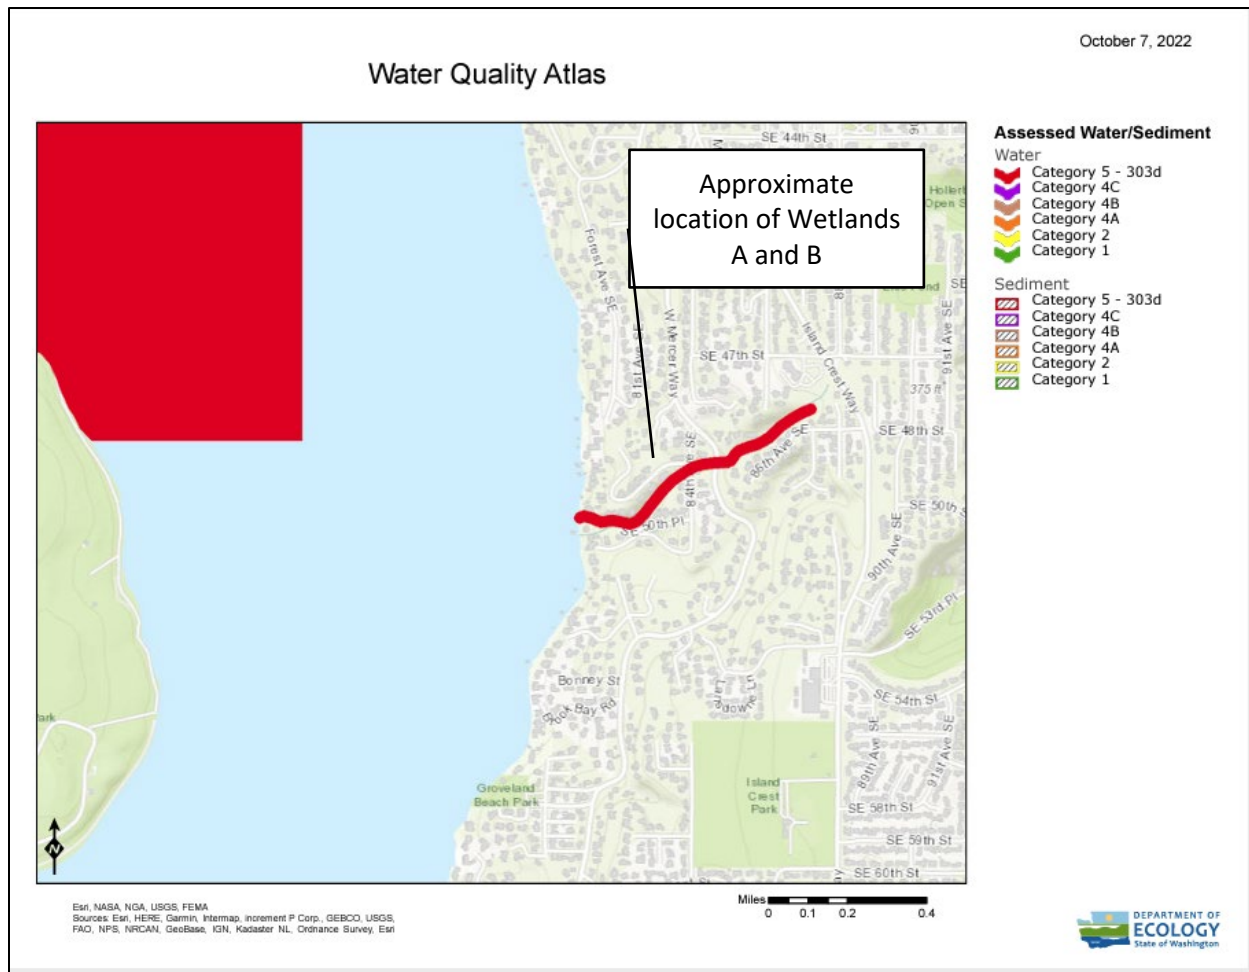 October 7, 2022
Water Quality Atlas
Approximate
location of Wetlands
A and B
SE 44th St
Forest Ave SE
81st Ave SE
W Mercer Way
SE 47th St
Island Crest Way
91st Ave SE
375 ft
SE 48th St
86th Ave SE
SE 50th Pl
SE 50th
90th Ave SE
SE 53rd Pl
Bonney St
Brook Bay Rd
SE 54th St
89th Ave SE
91st Ave SE
Groveland
Beach Park
Island
Crest
Park
SE 58th St
SE 59th St
SE 60th St
N
Assessed Water/Sediment
Water
Category 5 - 303d
Category 4C
Category 4B
Category 4A
Category 2
Category 1
Sediment
Category 5 - 303d
Category 4C
Category 4B
Category 4A
Category 2
Category 1
Esri, NASA, NGA, USGS, FEMA
Sources: Esri, HERE, Garmin, Intermap, increment P Corp., GEBCO, USGS,
FAO, NPS, NRCAN, GeoBase, IGN, Kadaster NL, Ordnance Survey, Esri
Miles
0 0.1 0.2 0.4
DEPARTMENT OF
ECOLOGY
State of Washington